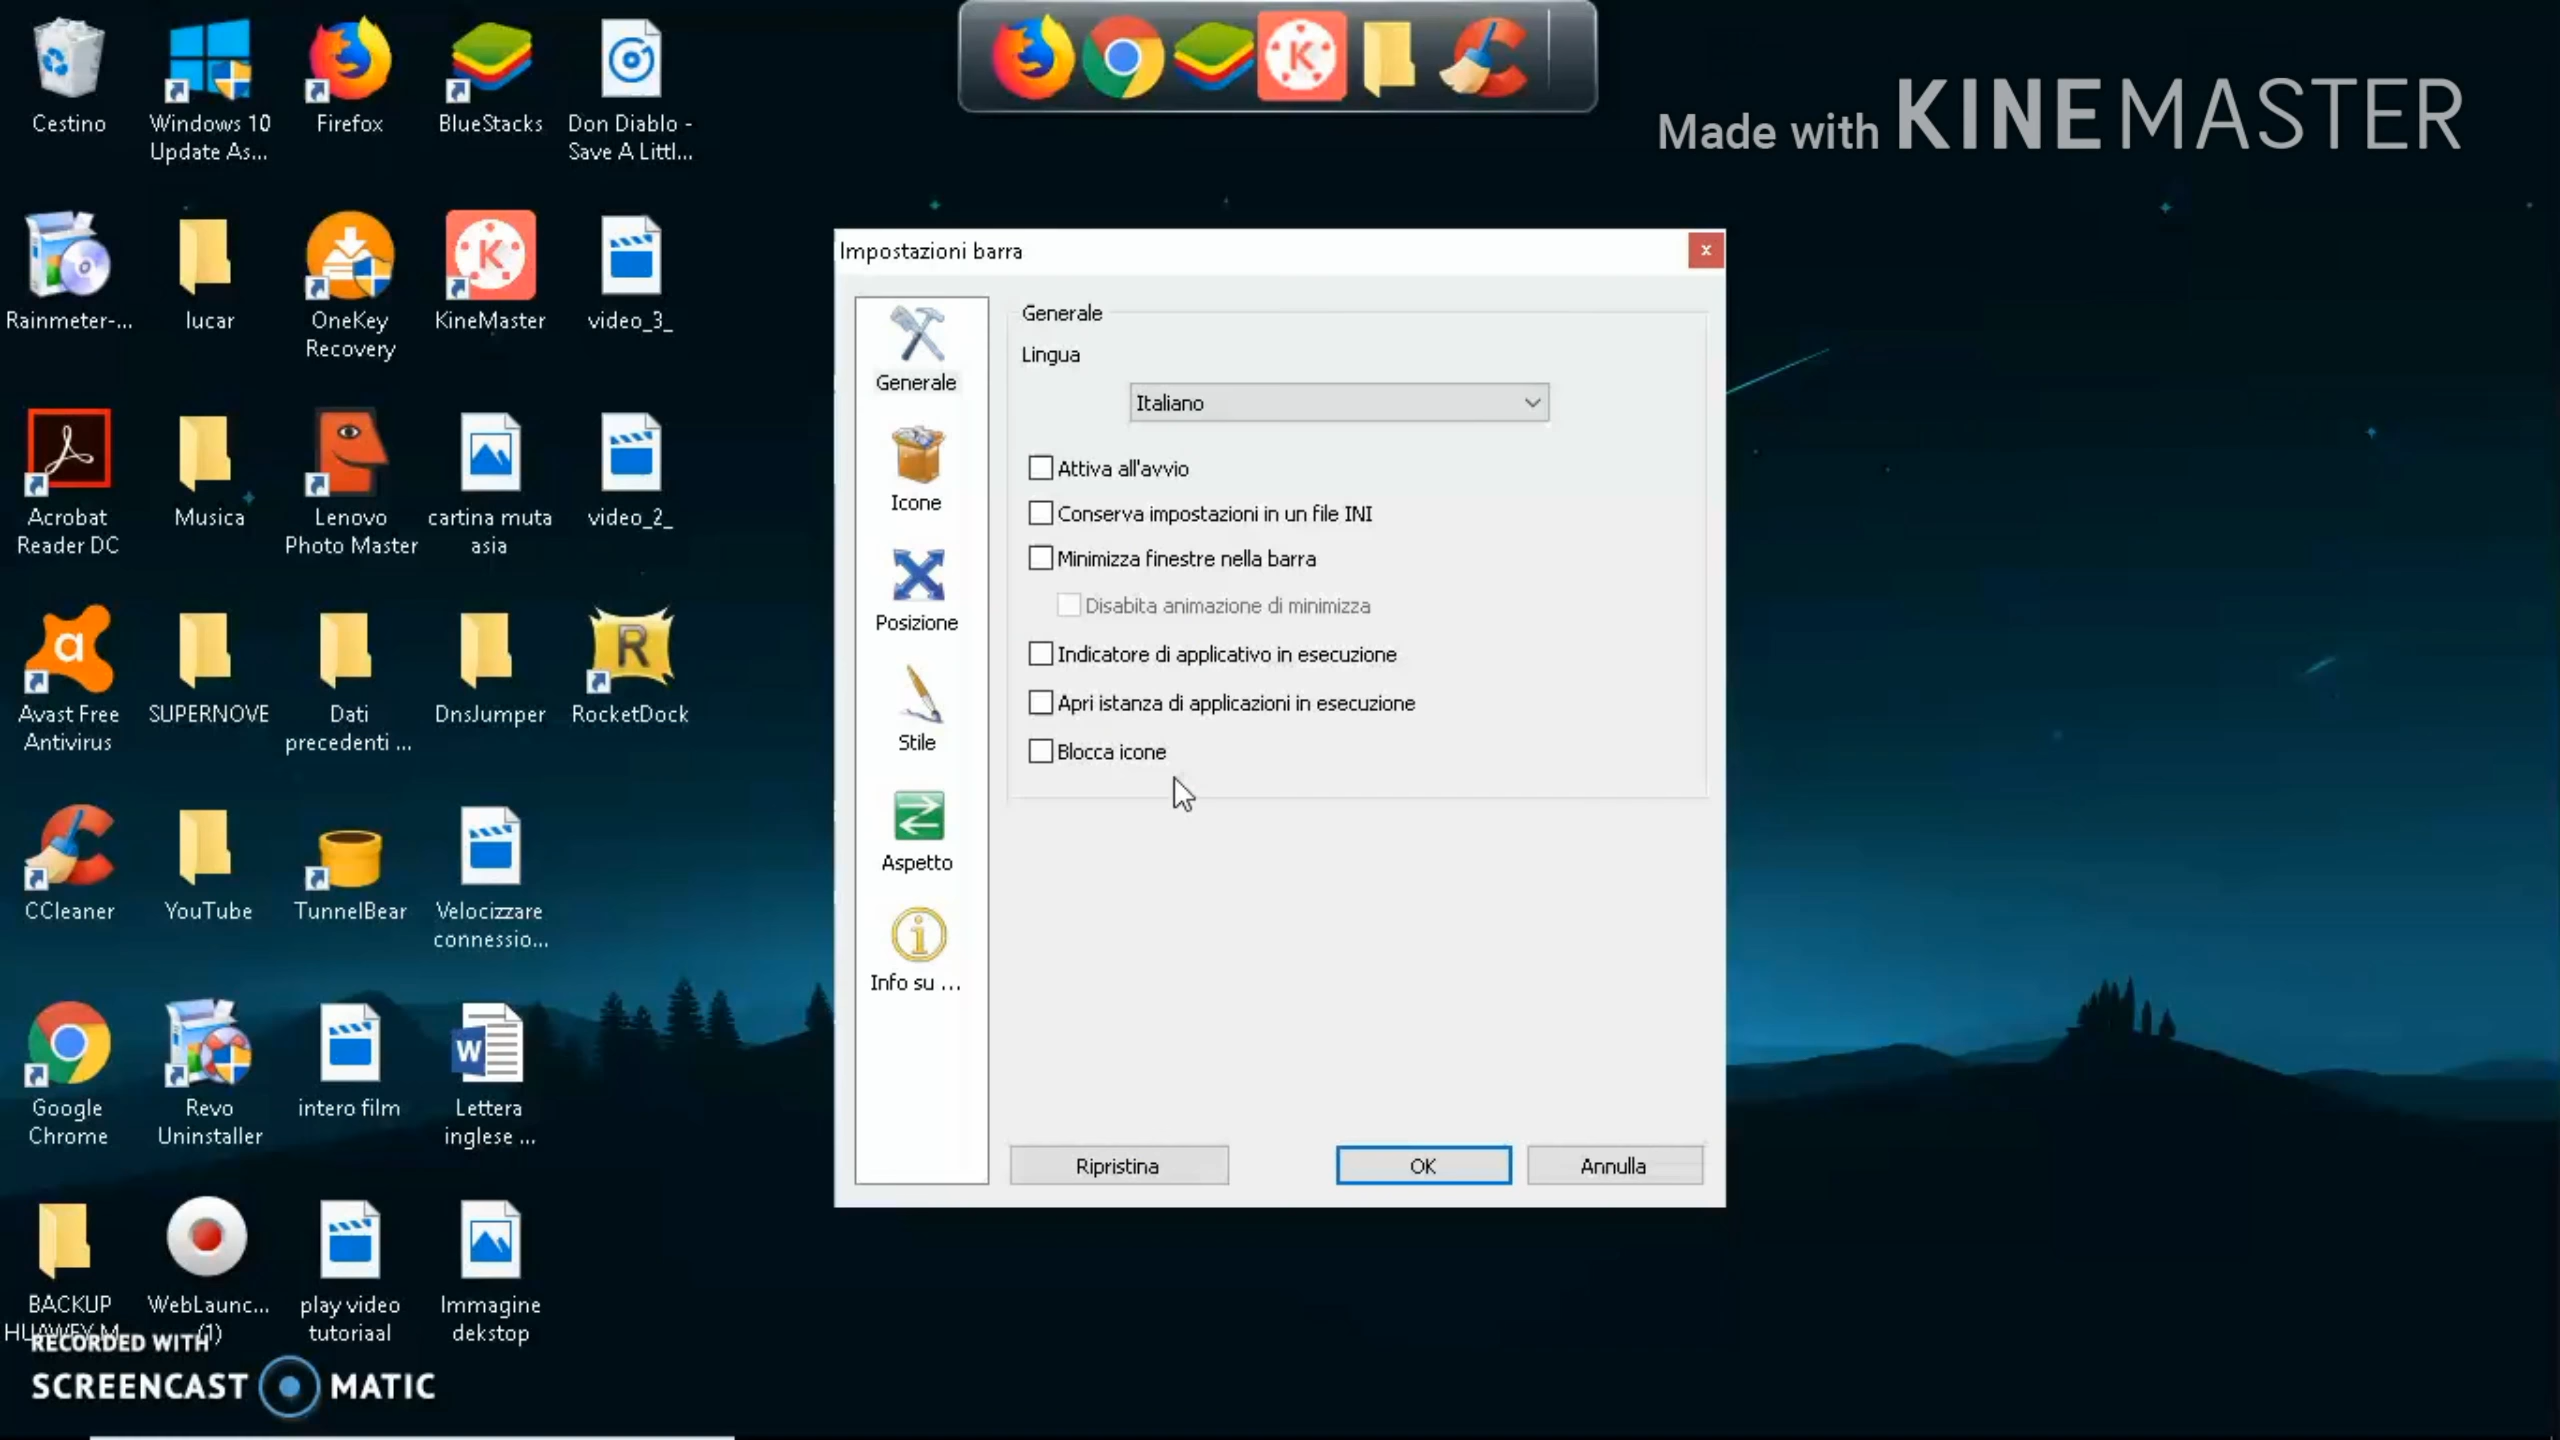 Cestino
Windows 10
Update As...
Firefox
BlueStacks
Don Diablo -
Save A Littl...
K
Made with KINEMASTER
Rainmeter-...
lucar
OneKey
Recovery
K
KineMaster
video_3_
Acrobat
Reader DC
Musica
Lenovo
Photo Master
cartina muta
asia
video_2_
a
Avast Free
Antivirus
SUPERNOVE
Dati
precedenti ...
DnsJumper
R
RocketDock
CCleaner
YouTube
TunnelBear
Velocizzare
connessio...
Google
Chrome
Revo
Uninstaller
intero film
W
Lettera
inglese ...
BACKUP
WebLaunc...
(1)
play video
tutoriaal
Immagine
dekstop
RECORDED WITH
SCREENCAST MATIC
Impostazioni barra
x
Generale
Icone
Posizione
Stile
Aspetto
Info su ...
Generale
Lingua
Italiano
Attiva all'avvio
Conserva impostazioni in un file INI
Minimizza finestre nella barra
Disabita animazione di minimizza
Indicatore di applicativo in esecuzione
Apri istanza di applicazioni in esecuzione
Blocca icone
Ripristina
OK
Annulla